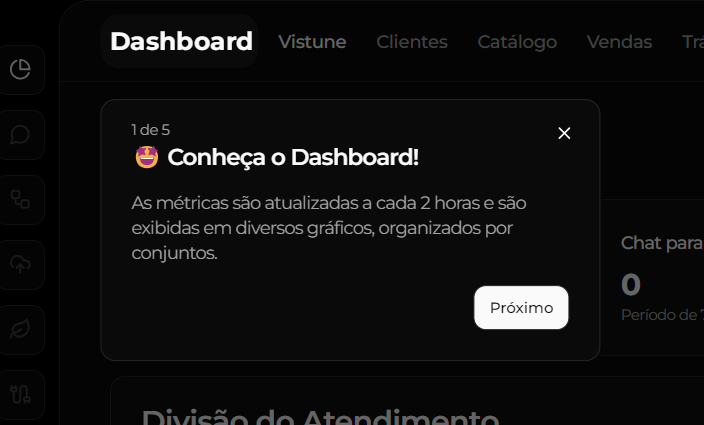 Dashboard Vistune Clientes Catálogo Vendas
1 de 5
🤩 Conheça o Dashboard!
As métricas são atualizadas a cada 2 horas e são
exibidas em diversos gráficos, organizados por
conjuntos.
Próximo
Chat para
0
Período de
Divisão do Atendimento